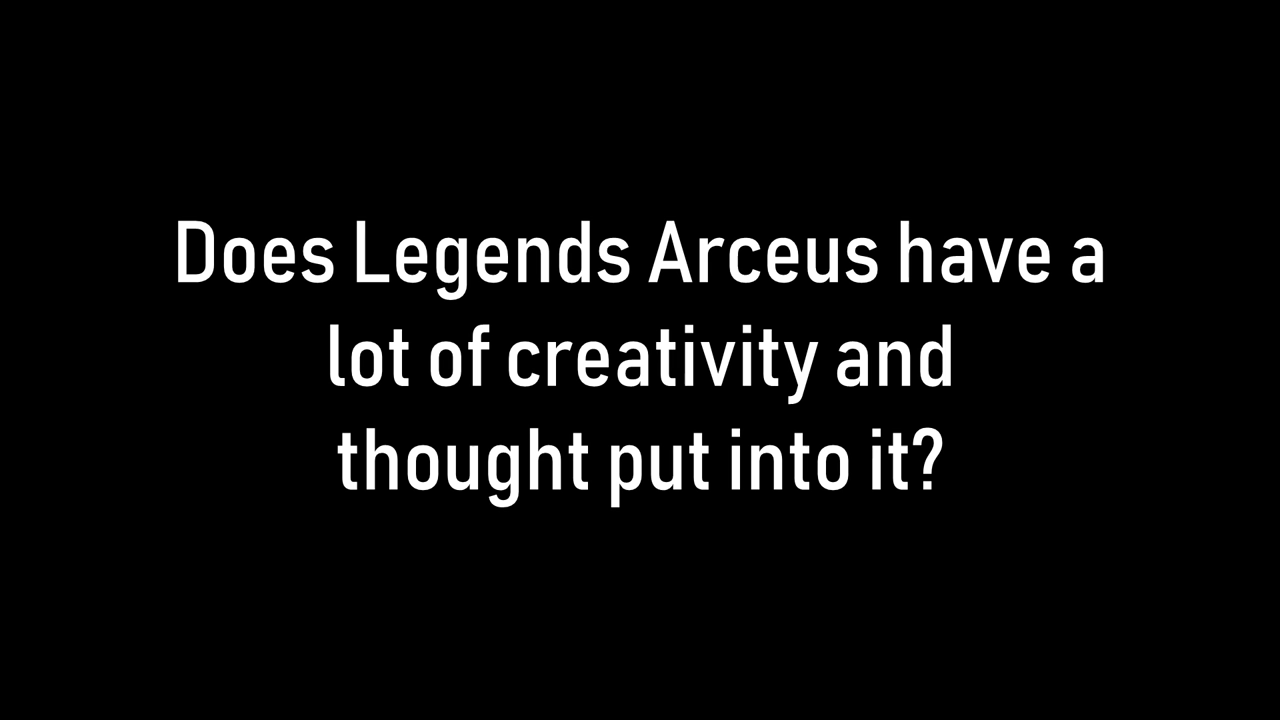 Does Legends Arceus have a
lot of creativity and
thought put into it?